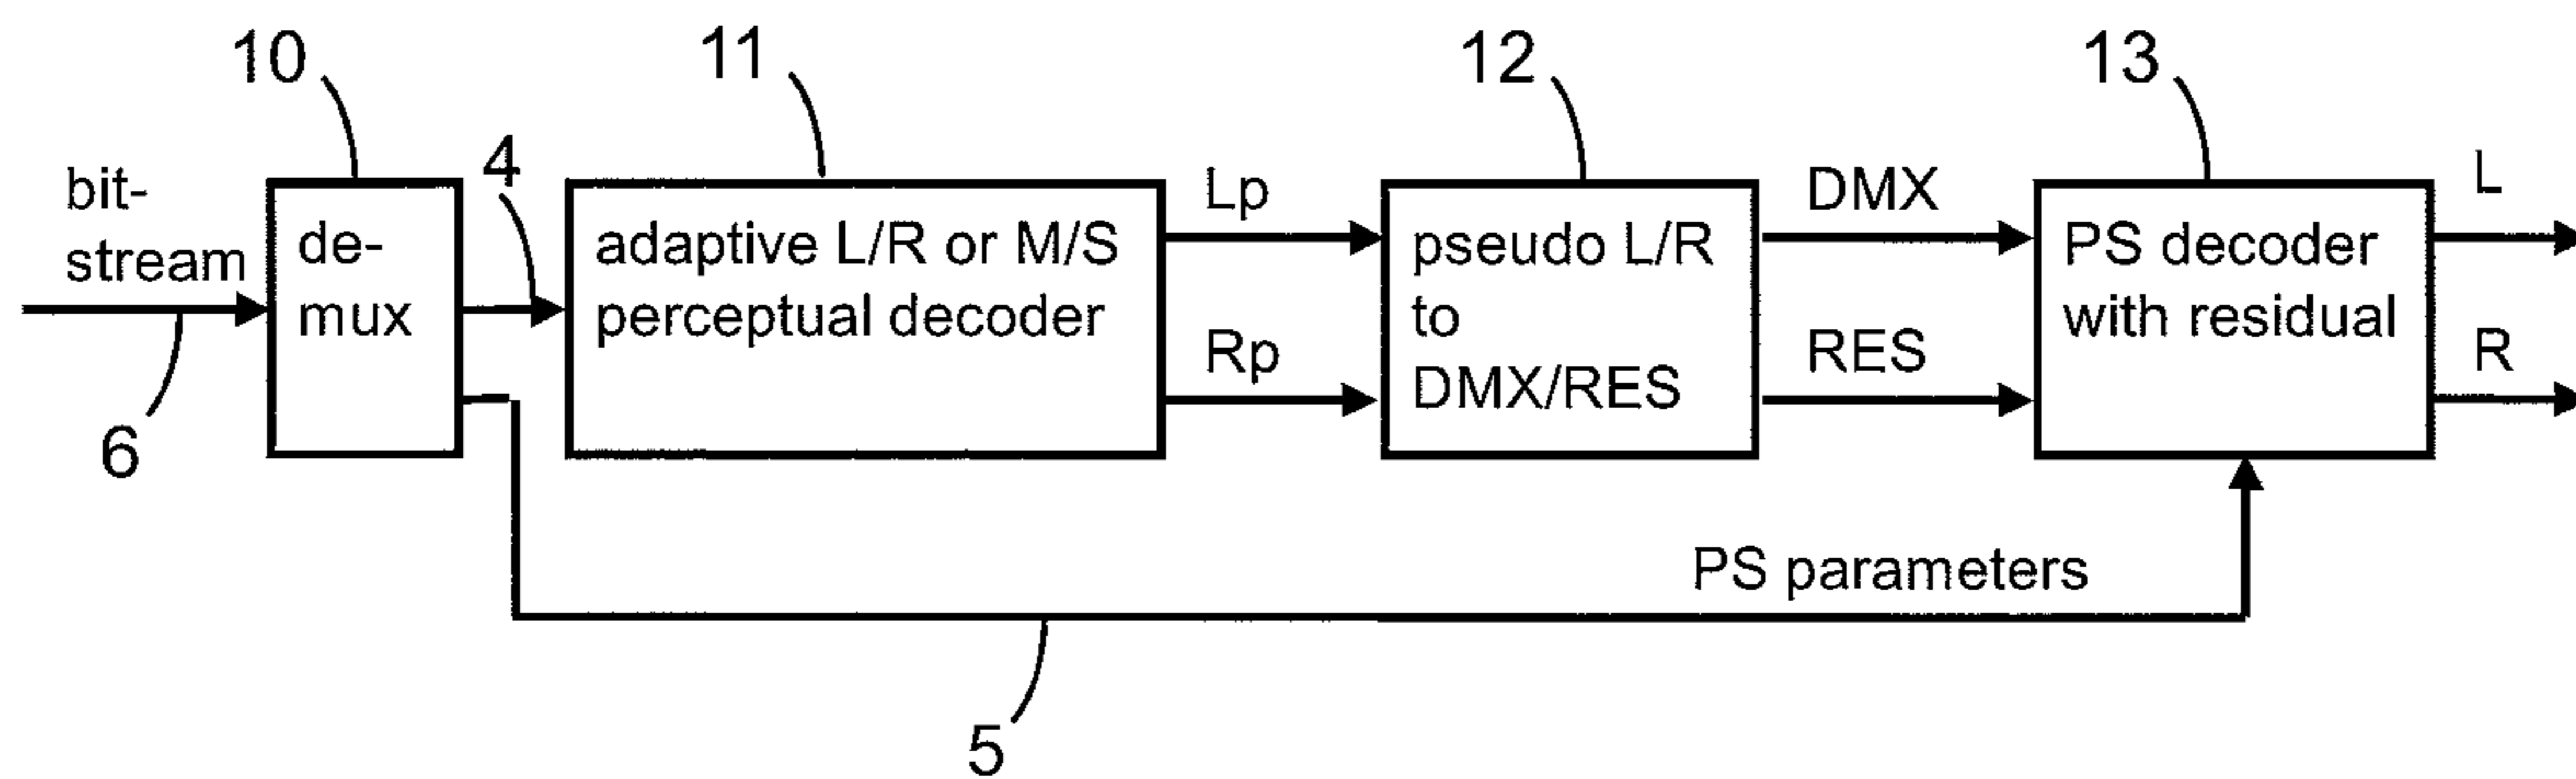 10
11
12
13
4
bit-
stream
de-
mux
adaptive L/R or M/S
perceptual decoder
Lp
Rp
pseudo L/R
to
DMX/RES
DMX
RES
PS decoder
with residual
L
R
6
PS parameters
5